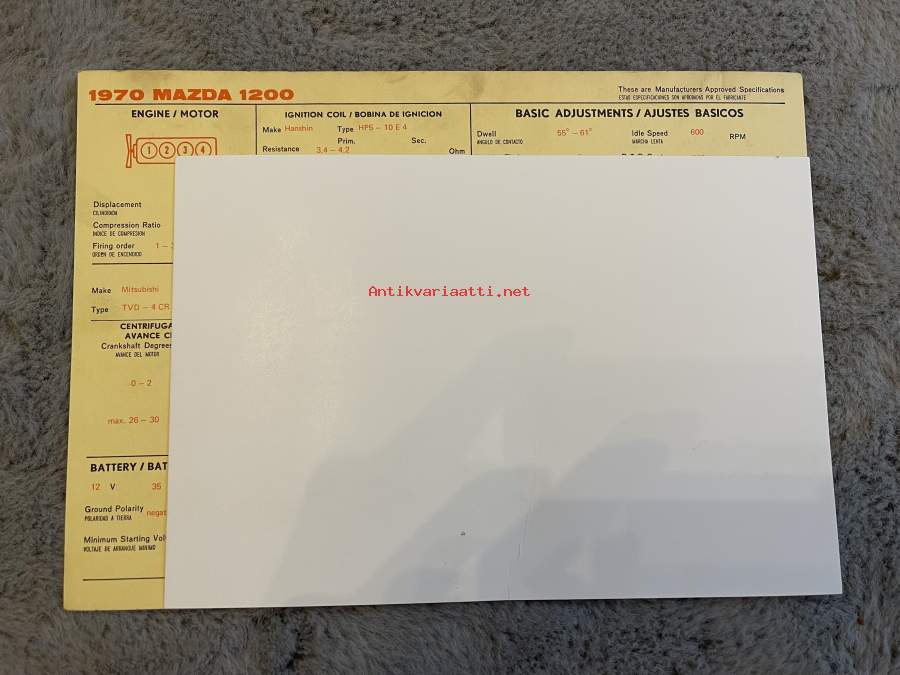 1970 MAZDA 1200
These are Manufacturers Approved Specifications
ESTAS ESPECIFICACIONES SON APROBADAS POR EL FABRICANTE
ENGINE / MOTOR
1 2 3 4
Displacement
CILINDRADA
Compression Ratio
INDICE DE COMPRESION
Firing order 1 –
ORDEN DE ENCENDIDO
Make Mitsubishi
Type TVD – 4 CR
CENTRIFUGA
AVANCE
Crankshaft Degrees
AVANCE DEL MOTOR
0 – 2
max. 26 – 30
BATTERY / BAT
12 V 35
Ground Polarity negat
POLARIDAD A TIERRA
Minimum Starting Vol
VOLTAJE DE ARRANQUE MINIMO
IGNITION COIL / BOBINA DE IGNICION
Make Hanshin Type HP5 – 10 E 4
Prim. Sec.
Resistance 3.4 – 4.2 Ohm
BASIC ADJUSTMENTS / AJUSTES BASICOS
Dwell 55° – 61° Idle Speed 600 RPM
ANGULO DE CONTACTO MARCHA LENTA
Antikvariaatti.net